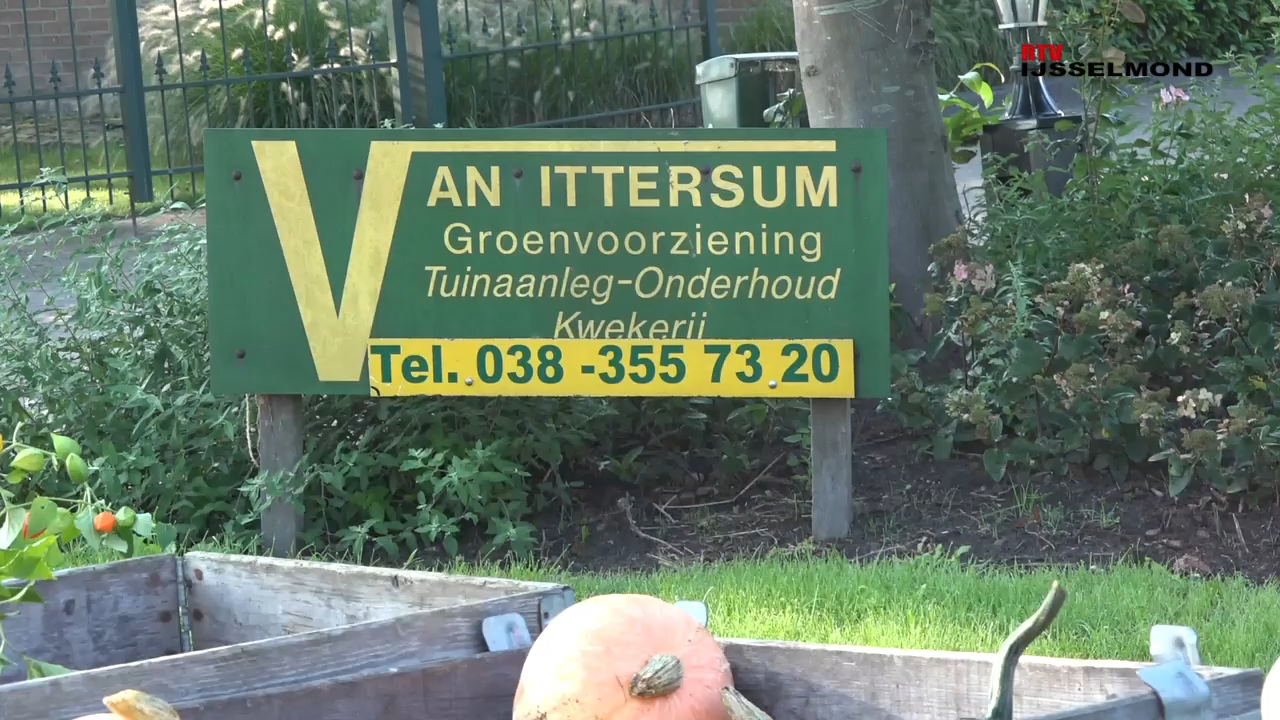 RTV
IJSSELMOND
VAN ITTERSUM
Groenvoorziening
Tuinaanleg-Onderhoud
Kwekerij
Tel. 038 -355 73 20